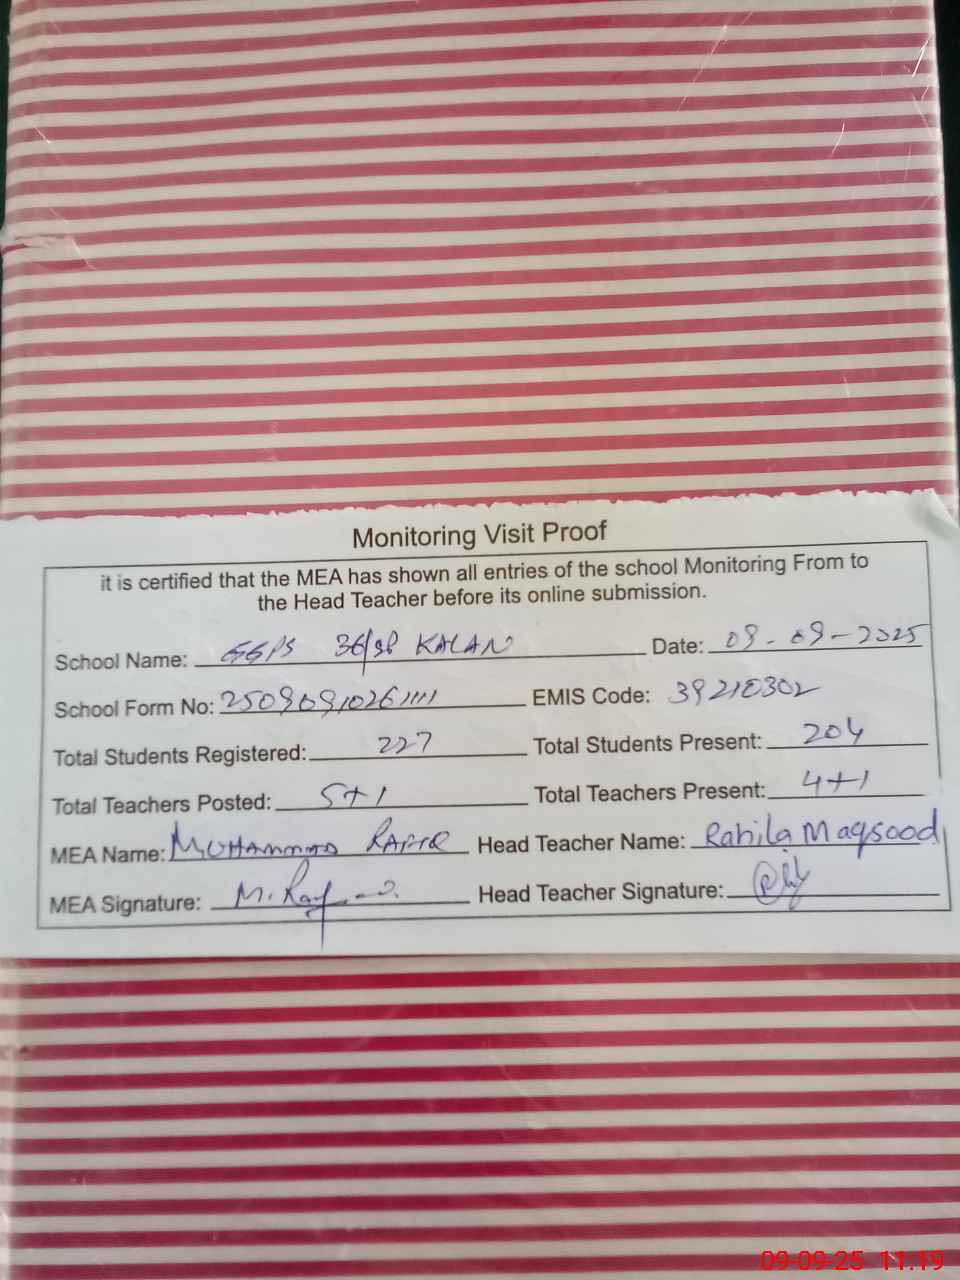 Monitoring Visit Proof
it is certified that the MEA has shown all entries of the school Monitoring From to
the Head Teacher before its online submission.
School Name: GGPS 36/SP KALAN Date: 09-09-2025
School Form No: 25090910261111 EMIS Code: 39210302
Total Students Registered: 227 Total Students Present: 204
Total Teachers Posted: 5+1 Total Teachers Present: 4+1
MEA Name: MUHAMMAD Head Teacher Name: Rahila Maqsood
MEA Signature: Head Teacher Signature:
09-09-25 11.19